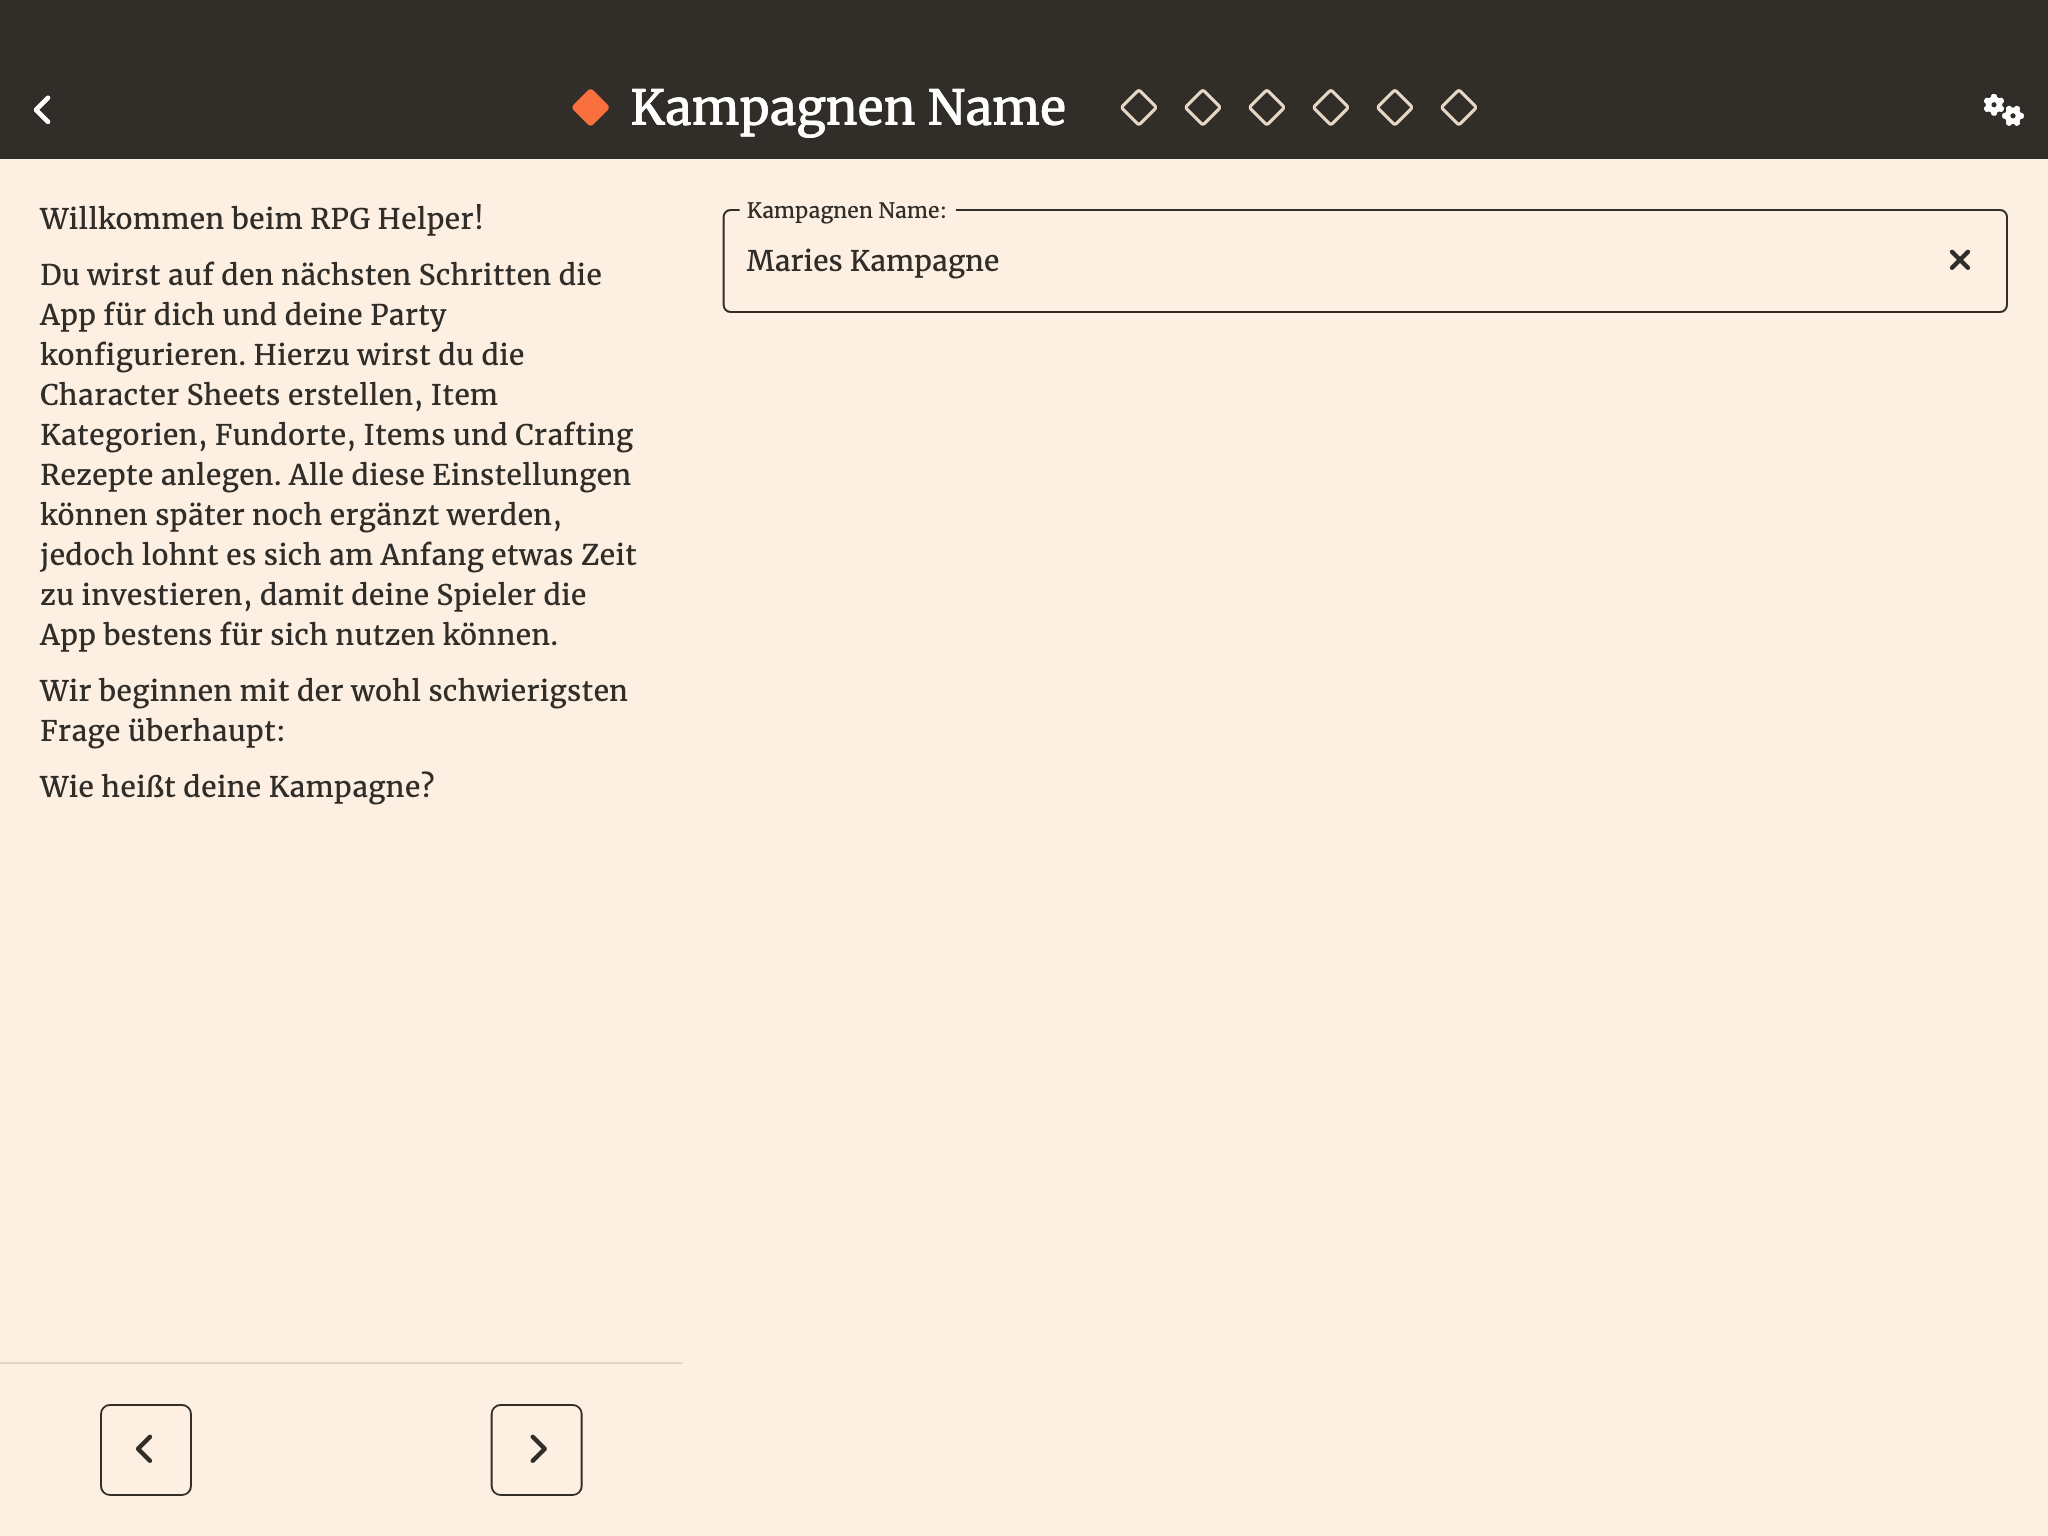 Kampagnen Name
Willkommen beim RPG Helper!
Du wirst auf den nächsten Schritten die
App für dich und deine Party
konfigurieren. Hierzu wirst du die
Character Sheets erstellen, Item
Kategorien, Fundorte, Items und Crafting
Rezepte anlegen. Alle diese Einstellungen
können später noch ergänzt werden,
jedoch lohnt es sich am Anfang etwas Zeit
zu investieren, damit deine Spieler die
App bestens für sich nutzen können.
Wir beginnen mit der wohl schwierigsten
Frage überhaupt:
Wie heißt deine Kampagne?
Kampagnen Name:
Maries Kampagne